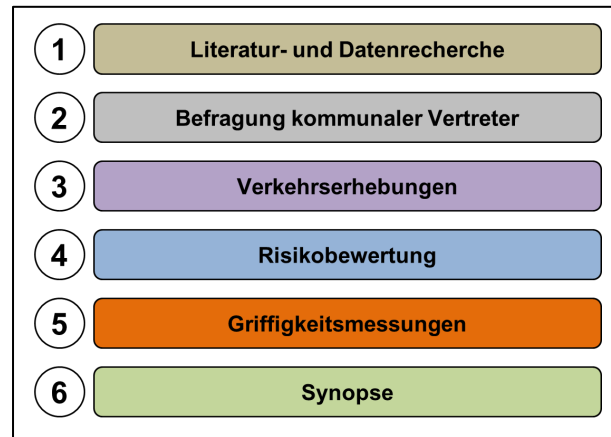 1 Literatur- und Datenrecherche
2 Befragung kommunaler Vertreter
3 Verkehrserhebungen
4 Risikobewertung
5 Griffigkeitsmessungen
6 Synopse